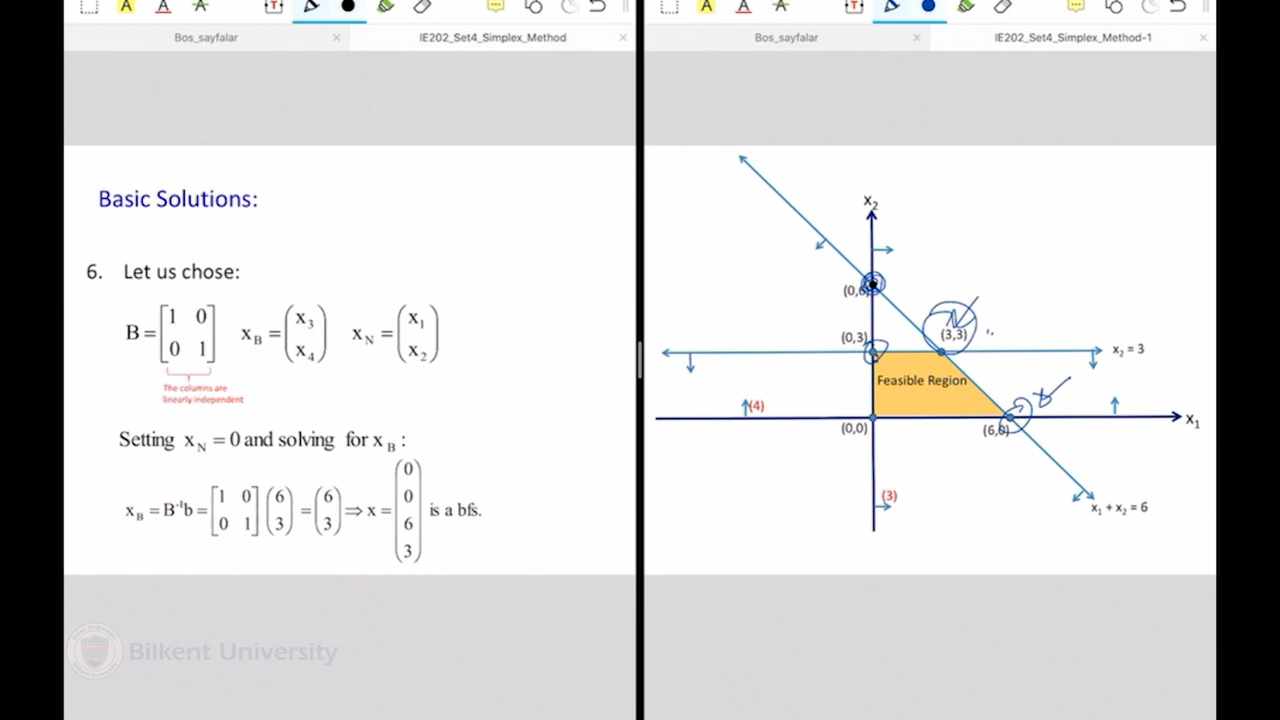 Bos_sayfalar
IE202_Set4_Simplex_Method
Bos_sayfalar
IE202_Set4_Simplex_Method-1
Basic Solutions:
6. Let us chose:
B = [1 0 0 1] x_B = (x_3 x_4) x_N = (x_1 x_2)
The columns are
linearly independent
Setting x_N = 0 and solving for x_B :
x_B = B^-1 b = [1 0 0 1] (6 3) = (6 3) ⇒ x = (0 0 6 3) is a bfs.
Bilkent University
x_2
(0,6)
(0,3)
(3,3)
x_2 = 3
Feasible Region
(4)
(0,0)
(6,0)
x_1
(3)
x_1 + x_2 = 6